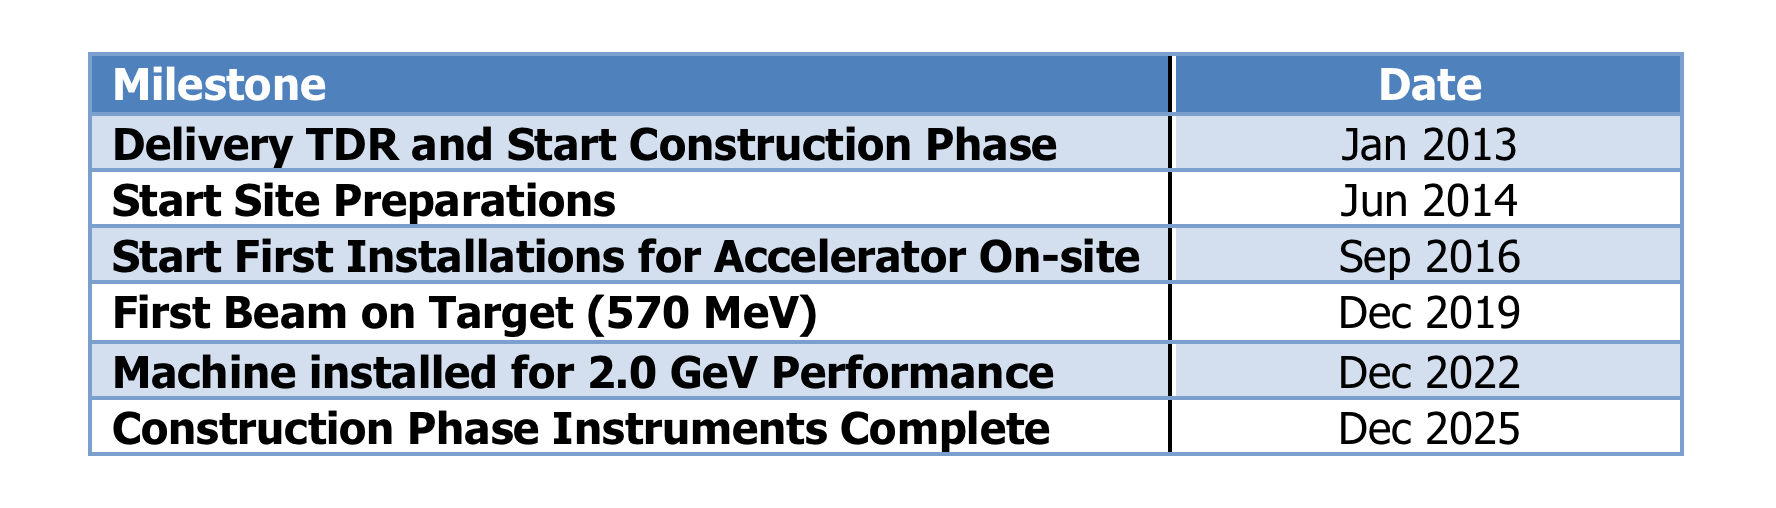 Milestone Date
Delivery TDR and Start Construction Phase Jan 2013
Start Site Preparations Jun 2014
Start First Installations for Accelerator On-site Sep 2016
First Beam on Target (570 MeV) Dec 2019
Machine installed for 2.0 GeV Performance Dec 2022
Construction Phase Instruments Complete Dec 2025